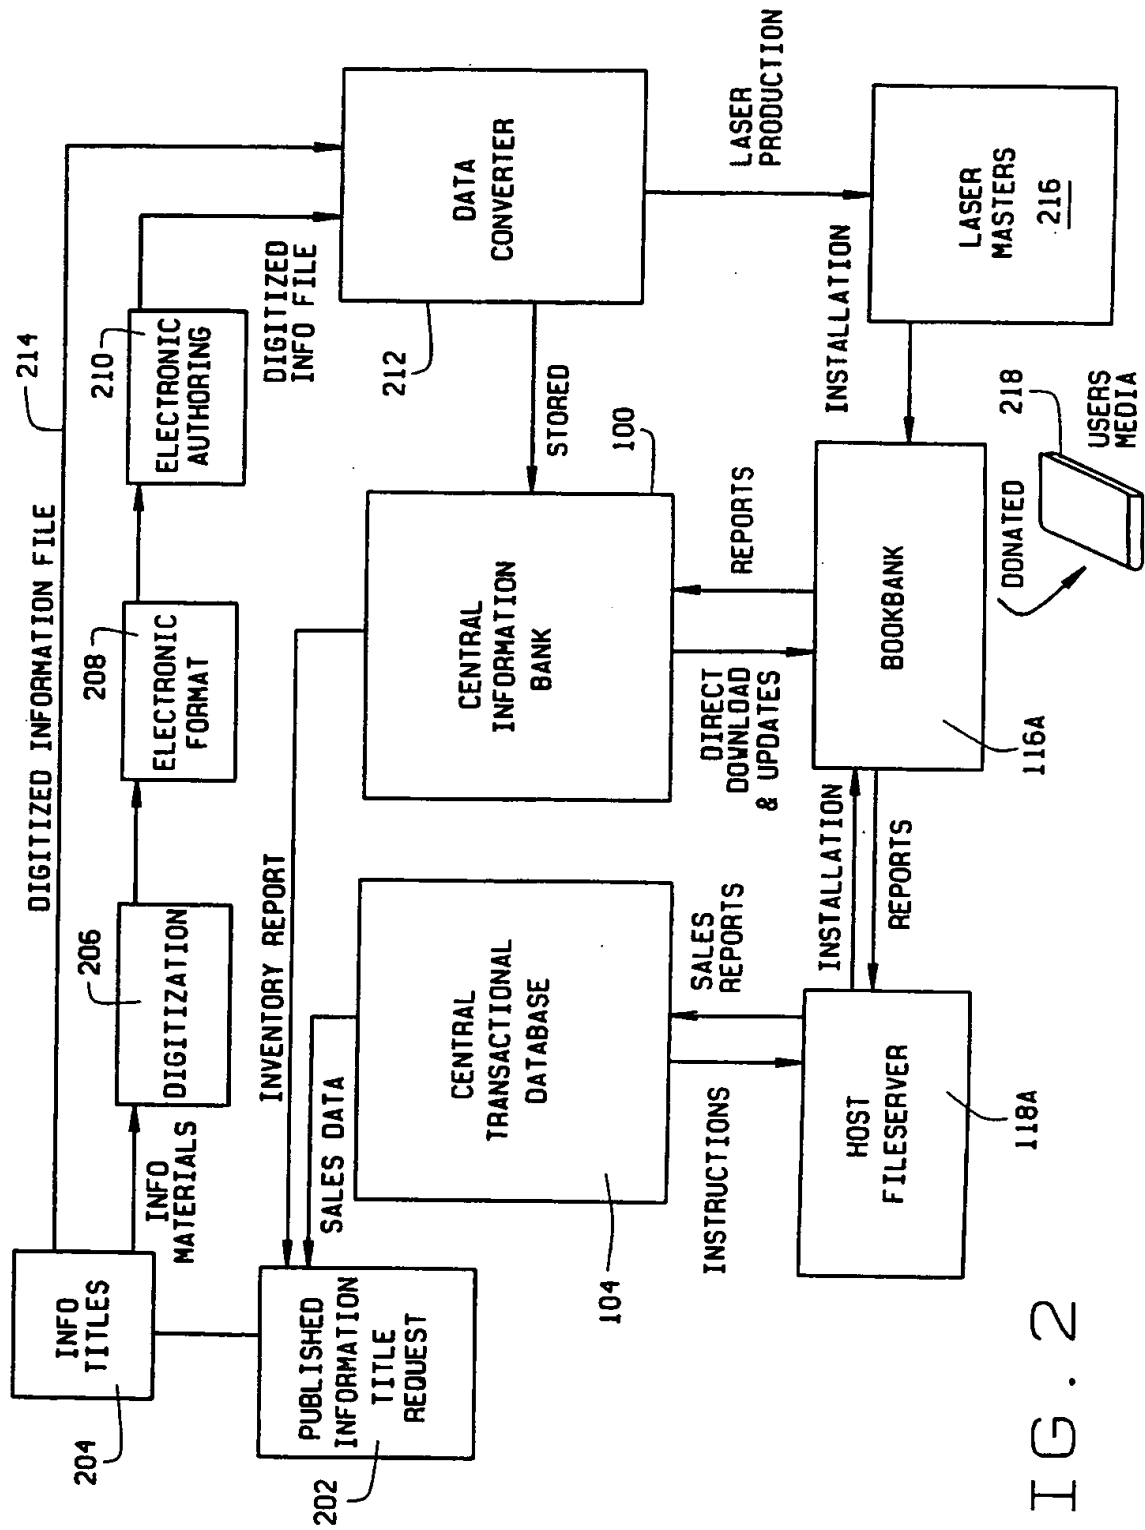 DIGITIZED INFORMATION FILE
214
INFO
TITLES
204
INFO
MATERIALS
206
DIGITIZATION
208
ELECTRONIC
FORMAT
210
ELECTRONIC
AUTHORING
DIGITIZED
INFO FILE
PUBLISHED
INFORMATION
TITLE
REQUEST
202
INVENTORY REPORT
SALES DATA
CENTRAL
TRANSACTIONAL
DATABASE
104
CENTRAL
INFORMATION
BANK
100
STORED
DATA
CONVERTER
212
INSTRUCTIONS
SALES
REPORTS
DIRECT
DOWNLOAD
& UPDATES
REPORTS
LASER
PRODUCTION
HOST
FILESERVER
118A
INSTALLATION
REPORTS
BOOKBANK
116A
INSTALLATION
LASER
MASTERS
216
DONATED
218
USERS
MEDIA
IG. 2